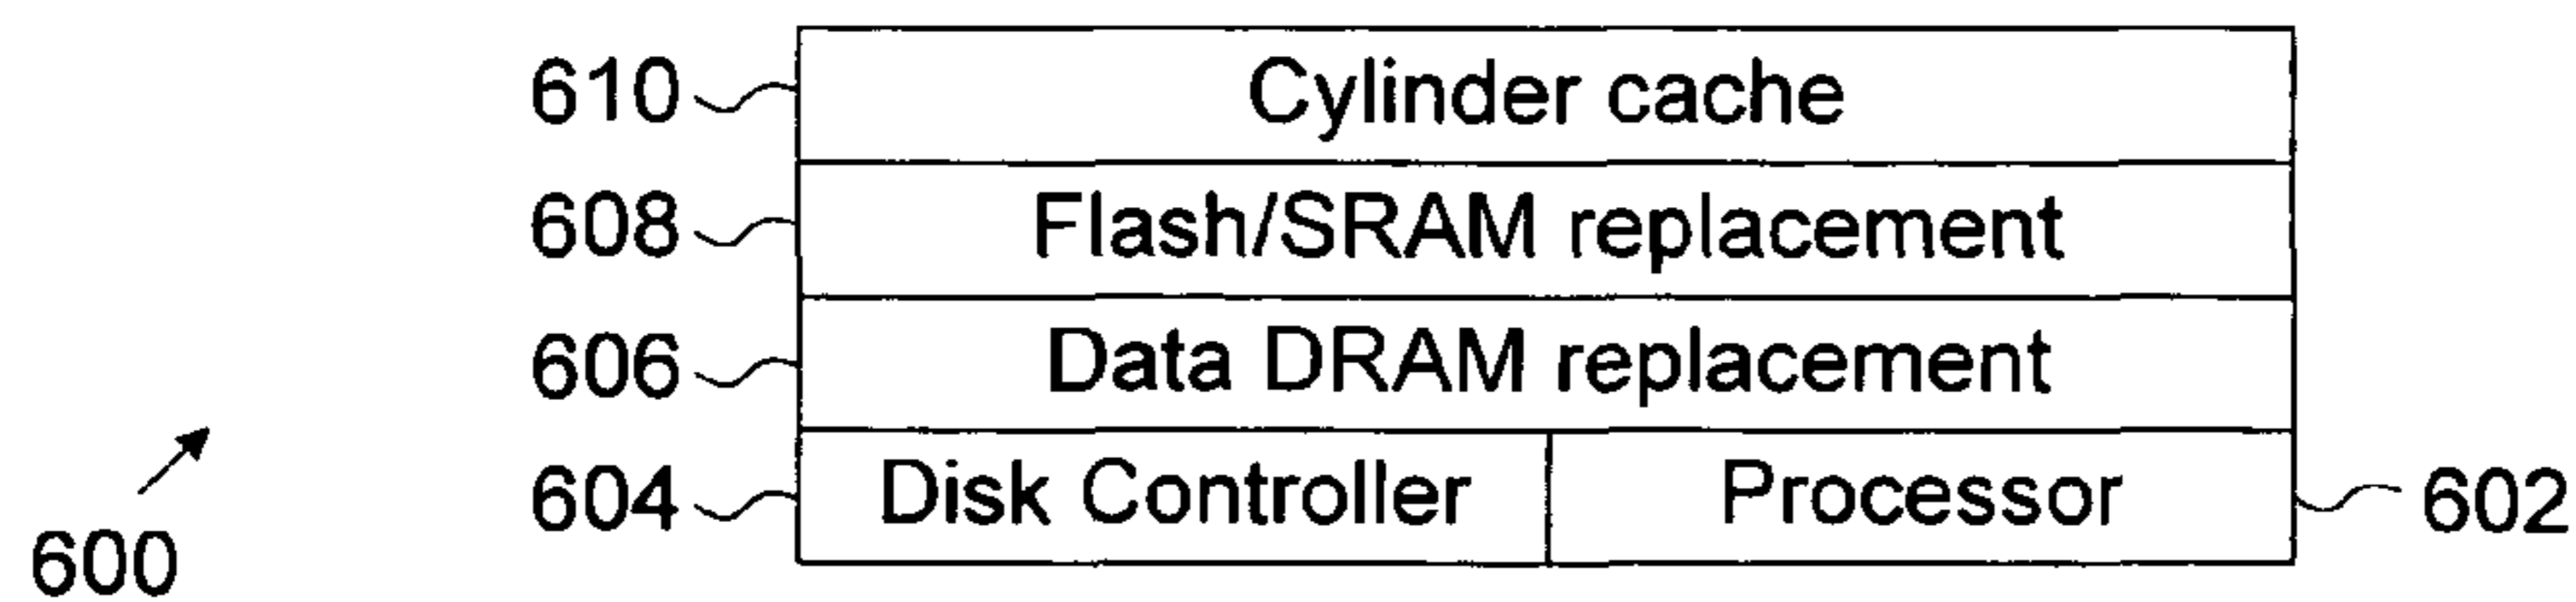 610 Cylinder cache
608 Flash/SRAM replacement
606 Data DRAM replacement
604 Disk Controller Processor 602
600